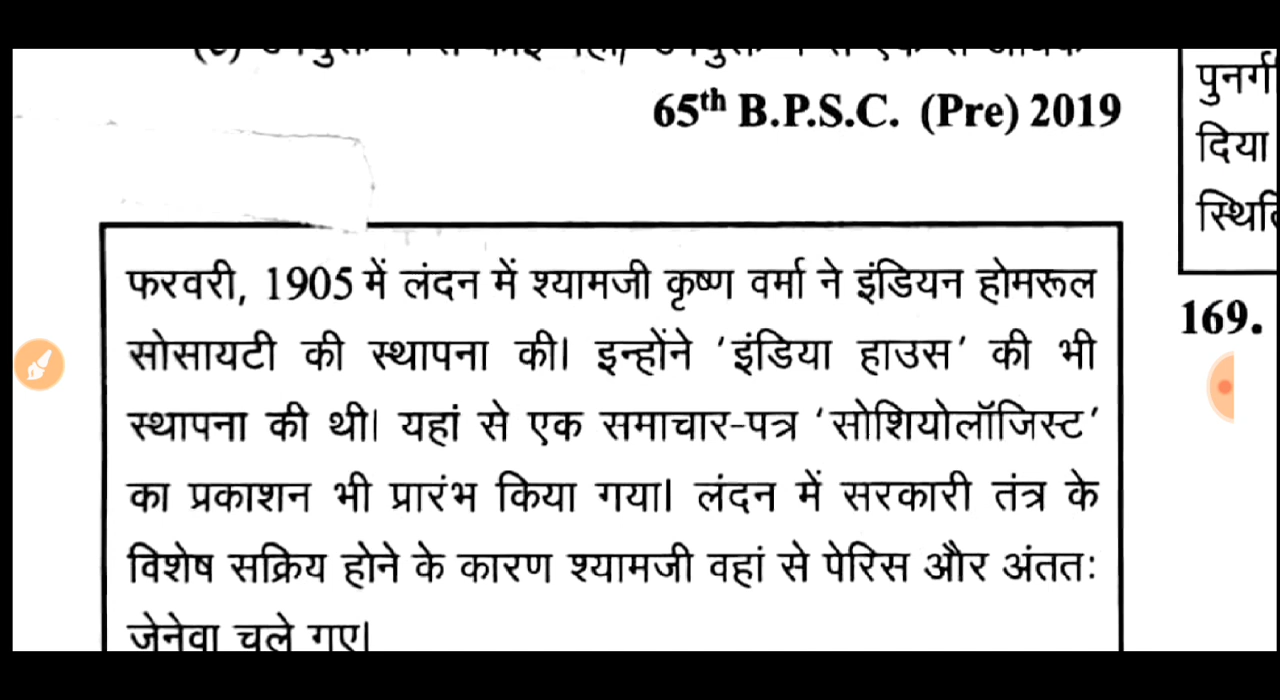 65th B.P.S.C. (Pre) 2019
पुनर्ग
दिया
स्थिति
फरवरी, 1905 में लंदन में श्यामजी कृष्ण वर्मा ने इंडियन होमरूल
सोसायटी की स्थापना की। इन्होंने 'इंडिया हाउस' की भी
स्थापना की थी। यहां से एक समाचार-पत्र 'सोशियोलॉजिस्ट'
का प्रकाशन भी प्रारंभ किया गया। लंदन में सरकारी तंत्र के
विशेष सक्रिय होने के कारण श्यामजी वहां से पेरिस और अंततः
जेनेवा चले गए।
169.